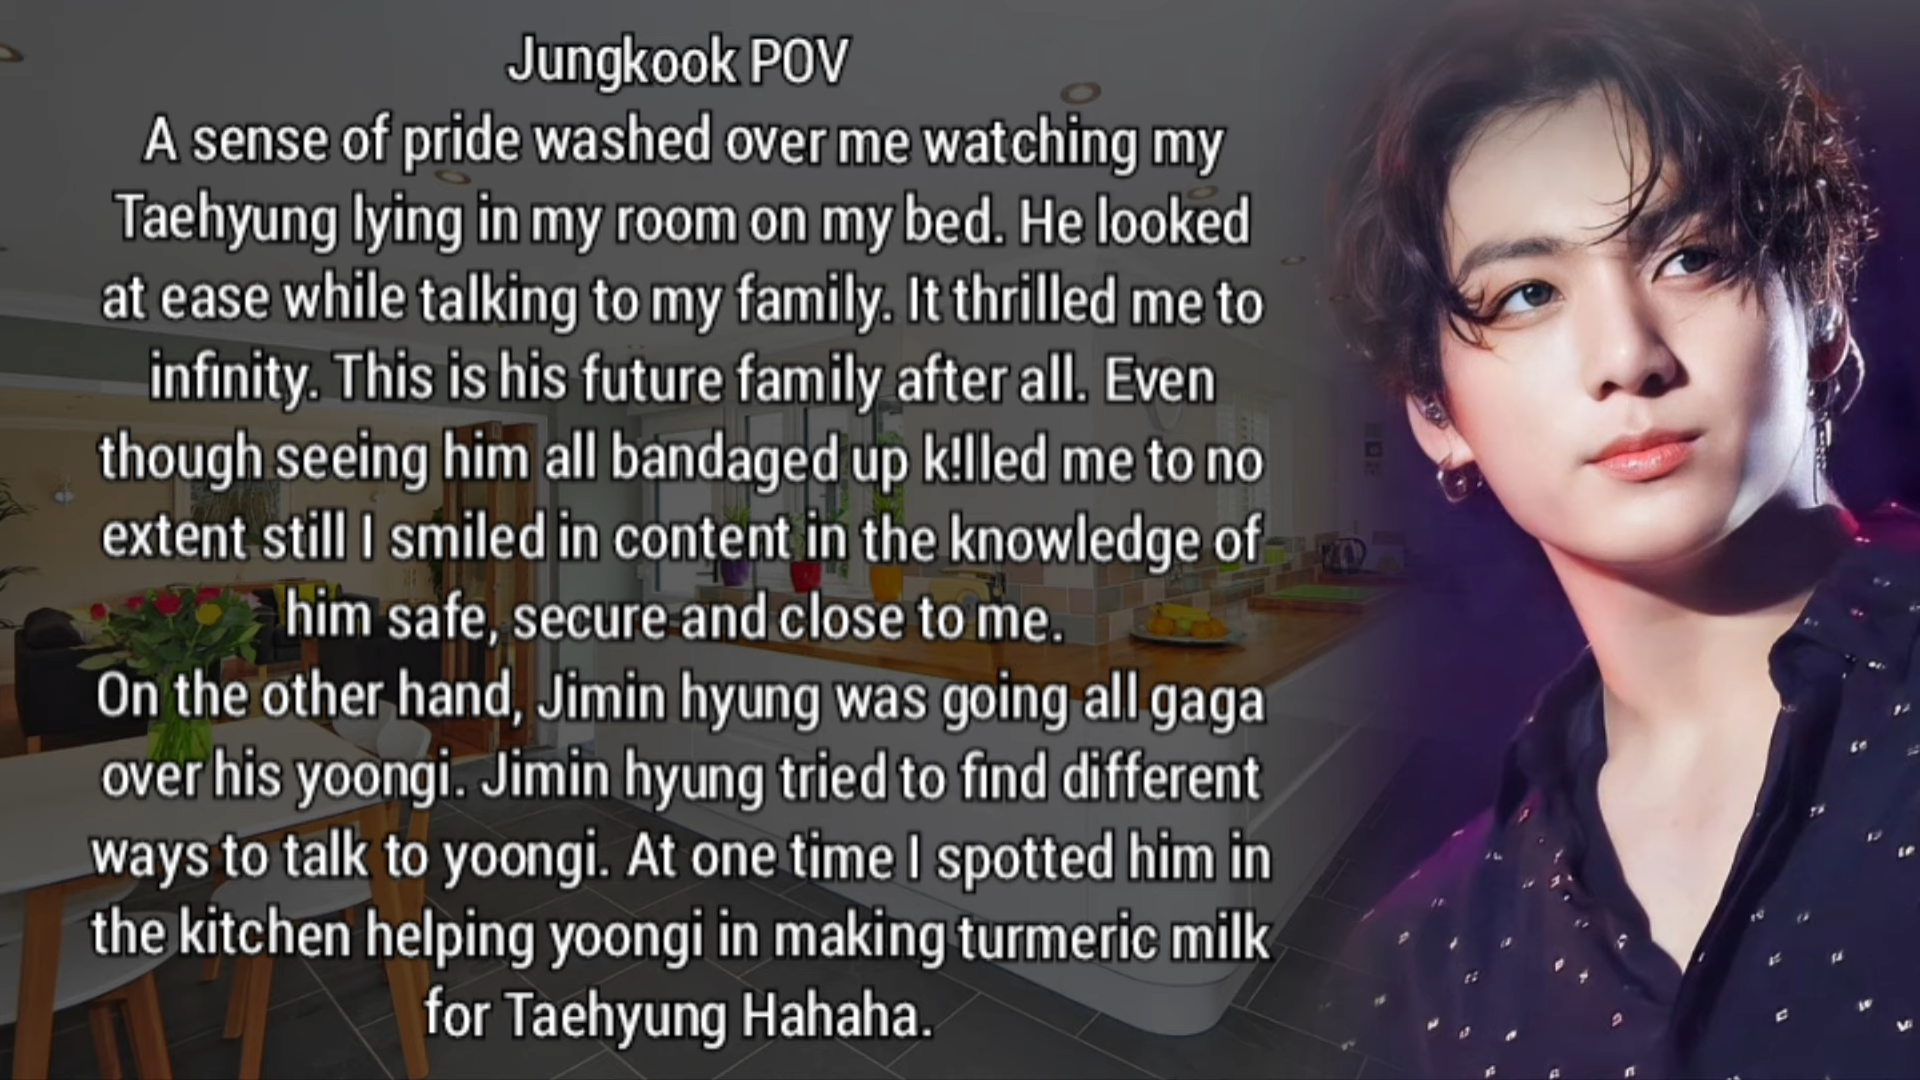 Jungkook POV
A sense of pride washed over me watching my
Taehyung lying in my room on my bed. He looked
at ease while talking to my family. It thrilled me to
infinity. This is his future family after all. Even
though seeing him all bandaged up k!lled me to no
extent still I smiled in content in the knowledge of
him safe, secure and close to me.
On the other hand, Jimin hyung was going all gaga
over his yoongi. Jimin hyung tried to find different
ways to talk to yoongi. At one time I spotted him in
the kitchen helping yoongi in making turmeric milk
for Taehyung Hahaha.